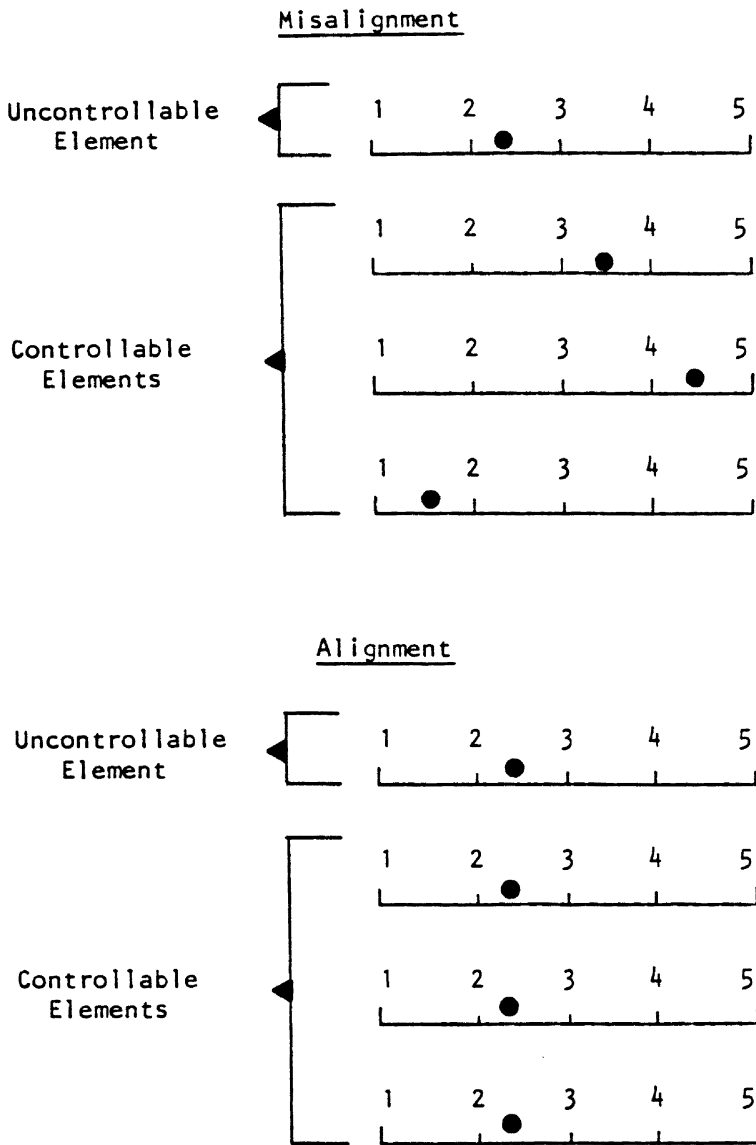 Misalignment
Uncontrollable
Element
1 2 3 4 5
1 2 3 4 5
Controllable
Elements
1 2 3 4 5
1 2 3 4 5
Alignment
Uncontrollable
Element
1 2 3 4 5
1 2 3 4 5
Controllable
Elements
1 2 3 4 5
1 2 3 4 5